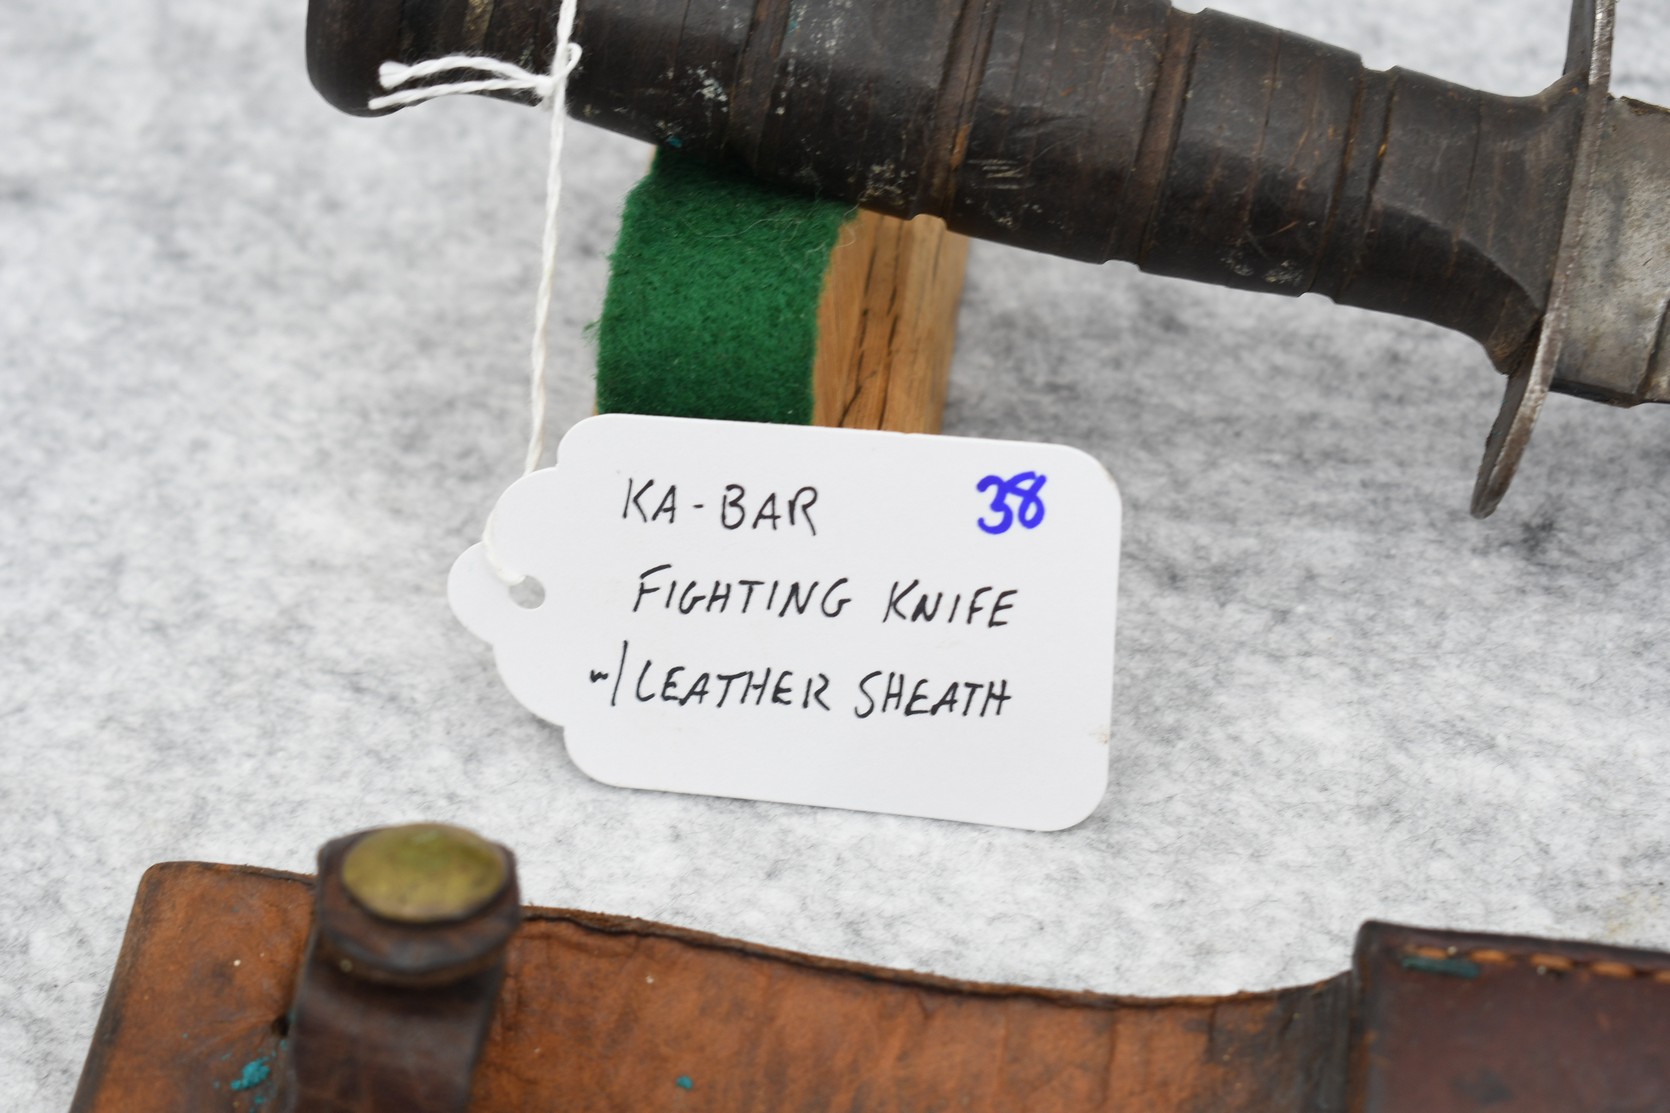 KA-BAR 38
FIGHTING KNIFE
w/ LEATHER SHEATH